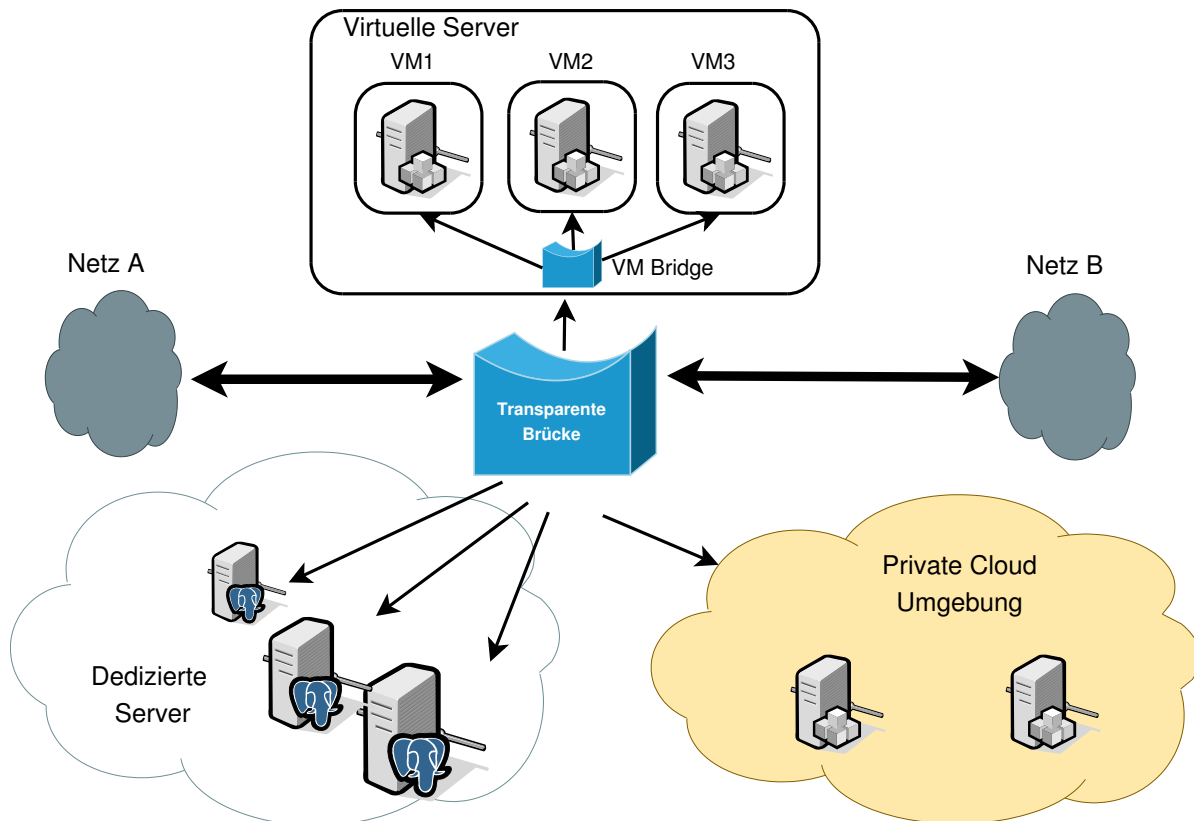 Virtuelle Server
VM1
VM2
VM3
VM Bridge
Netz A
Netz B
Transparente
Brücke
Private Cloud
Umgebung
Dedizierte
Server